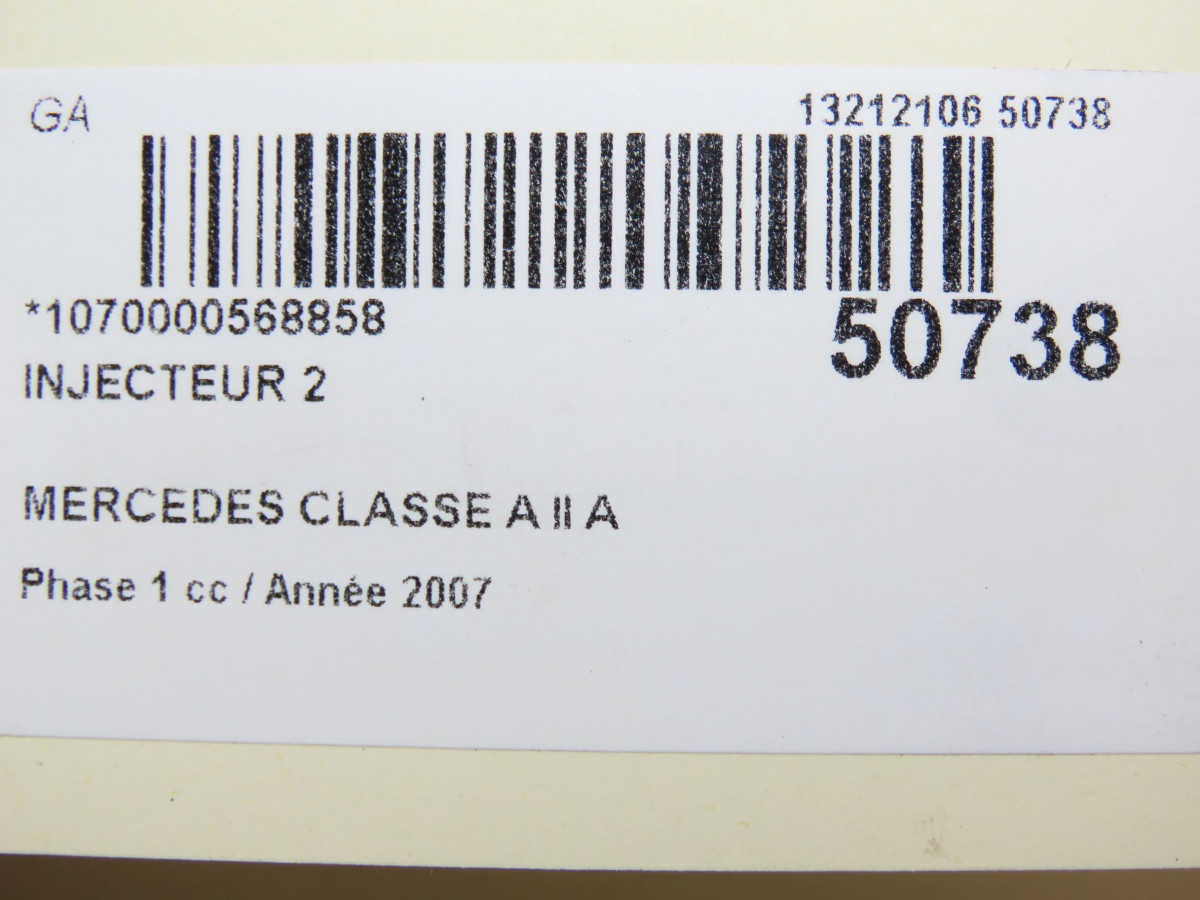 GA
13212106 50738
*1070000568858
50738
INJECTEUR 2
MERCEDES CLASSE A II A
Phase 1 cc / Année 2007